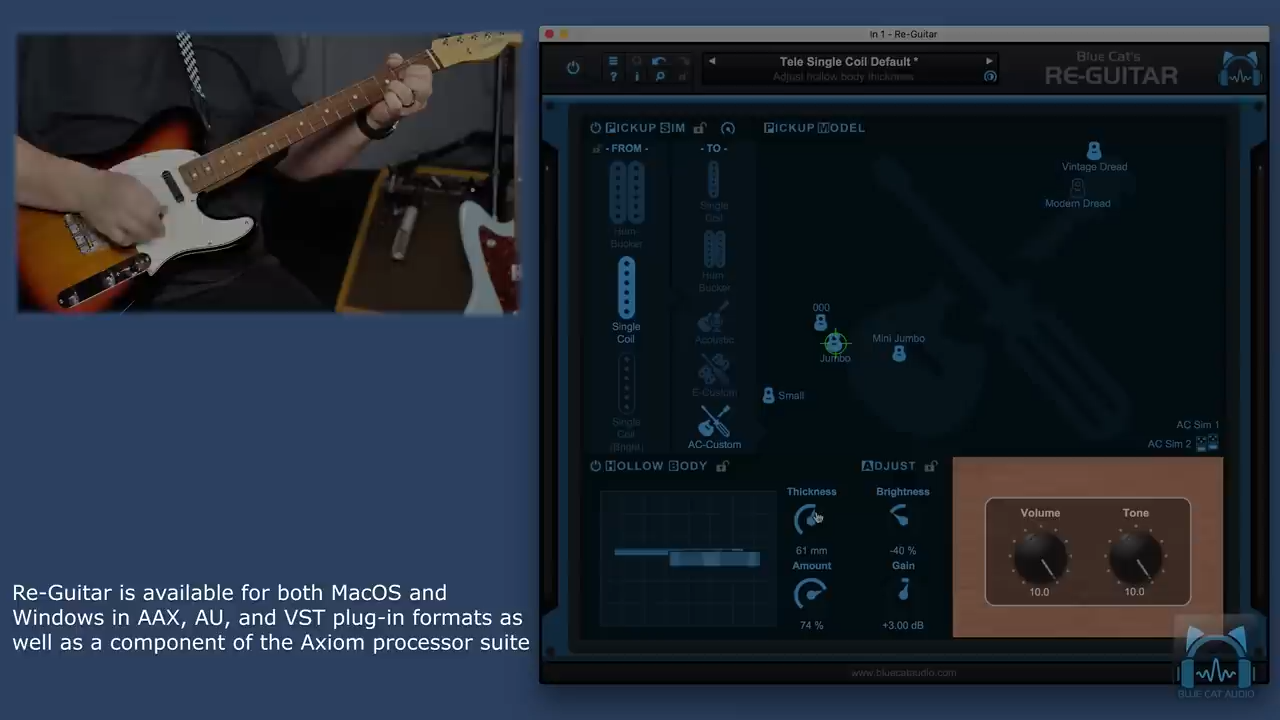 In 1 - Re-Guitar
Tele Single Coil Default *
Adjust hollow body thickness
Blue Cat's
RE-GUITAR
PICKUP SIM
PICKUP MODEL
- FROM -
- TO -
Hum
Bucker
Single
Coil
Single
Coil
(Bright)
Single
Coil
Hum
Bucker
Acoustic
E-Custom
AC-Custom
Vintage Dread
Modern Dread
000
Jumbo
Mini Jumbo
Small
AC Sim 1
AC Sim 2
HOLLOW BODY
ADJUST
Thickness
61 mm
Brightness
-40 %
Amount
74 %
Gain
+3.00 dB
Volume
10.0
Tone
10.0
www.bluecataudio.com
BLUE CAT AUDIO
Re-Guitar is available for both MacOS and
Windows in AAX, AU, and VST plug-in formats as
well as a component of the Axiom processor suite